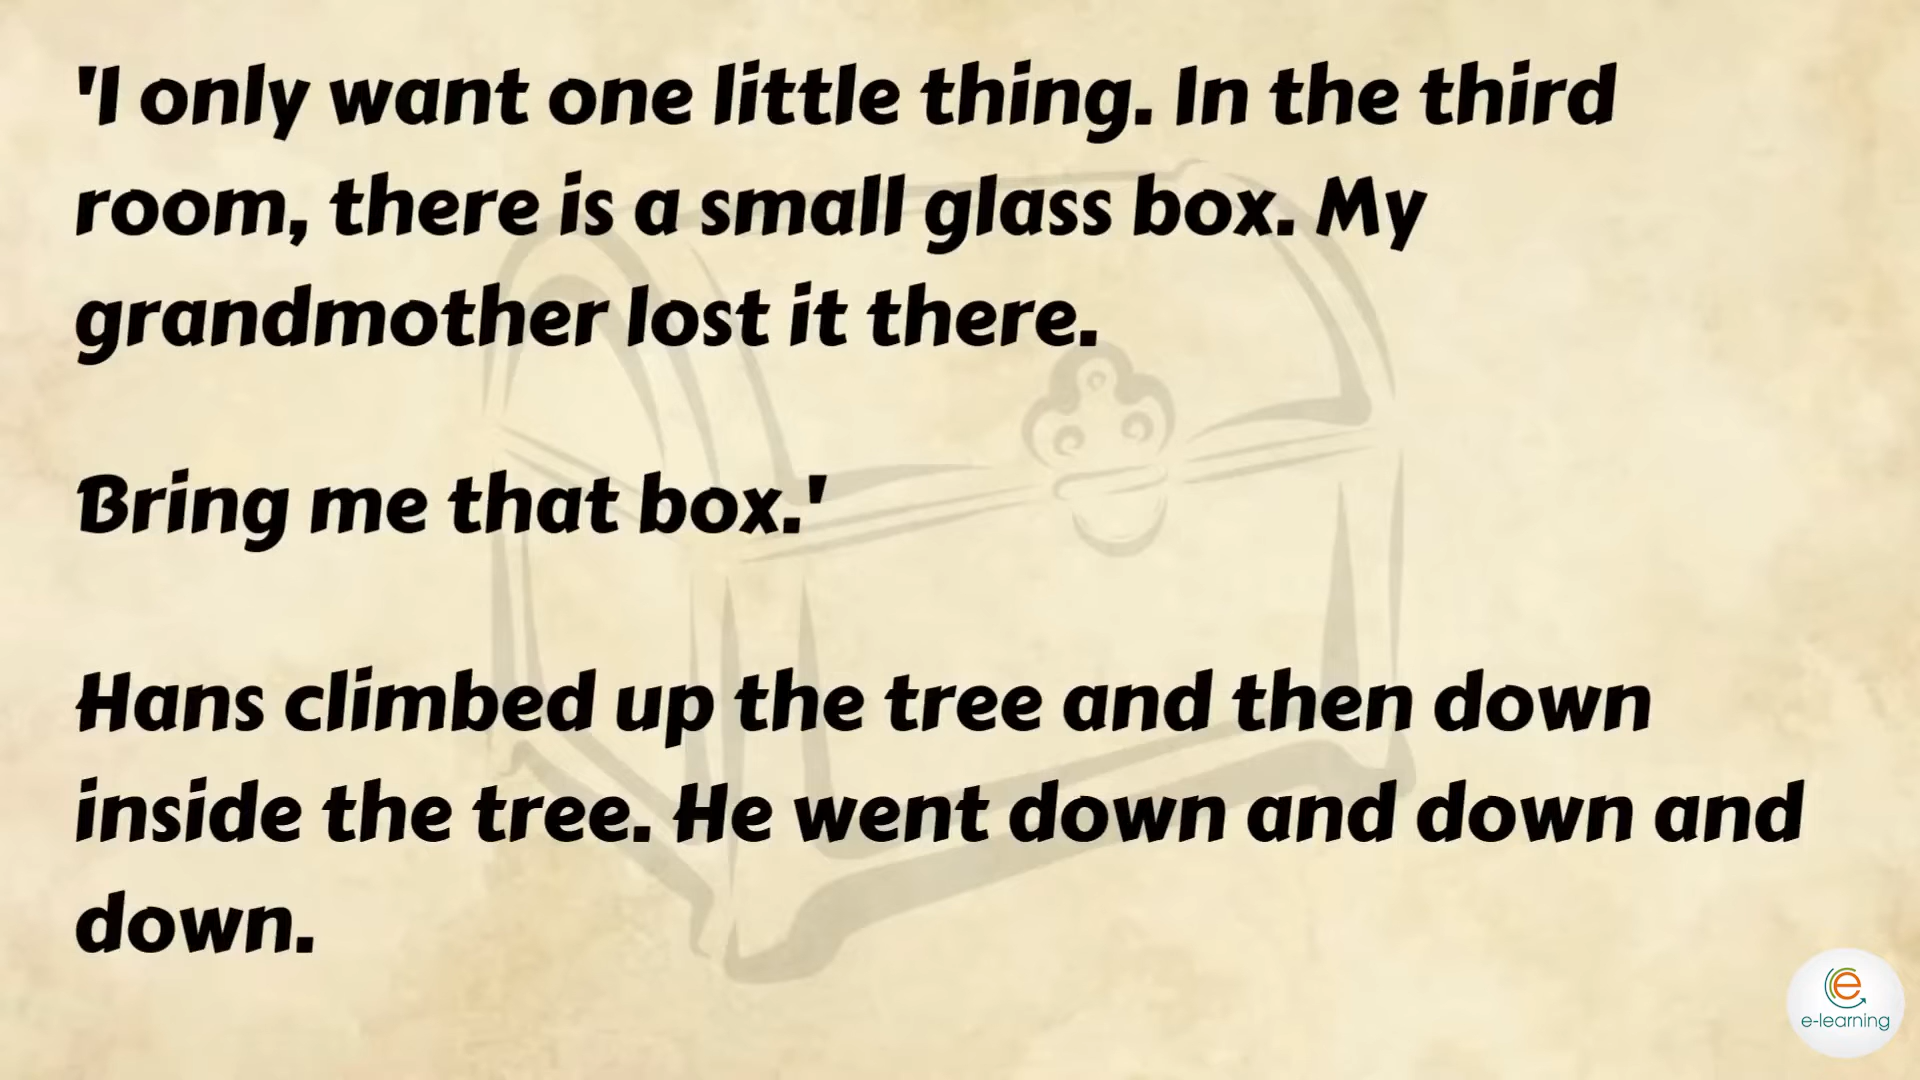 'I only want one little thing. In the third
room, there is a small glass box. My
grandmother lost it there.
Bring me that box.'
Hans climbed up the tree and then down
inside the tree. He went down and down and
down.
e
e-learning